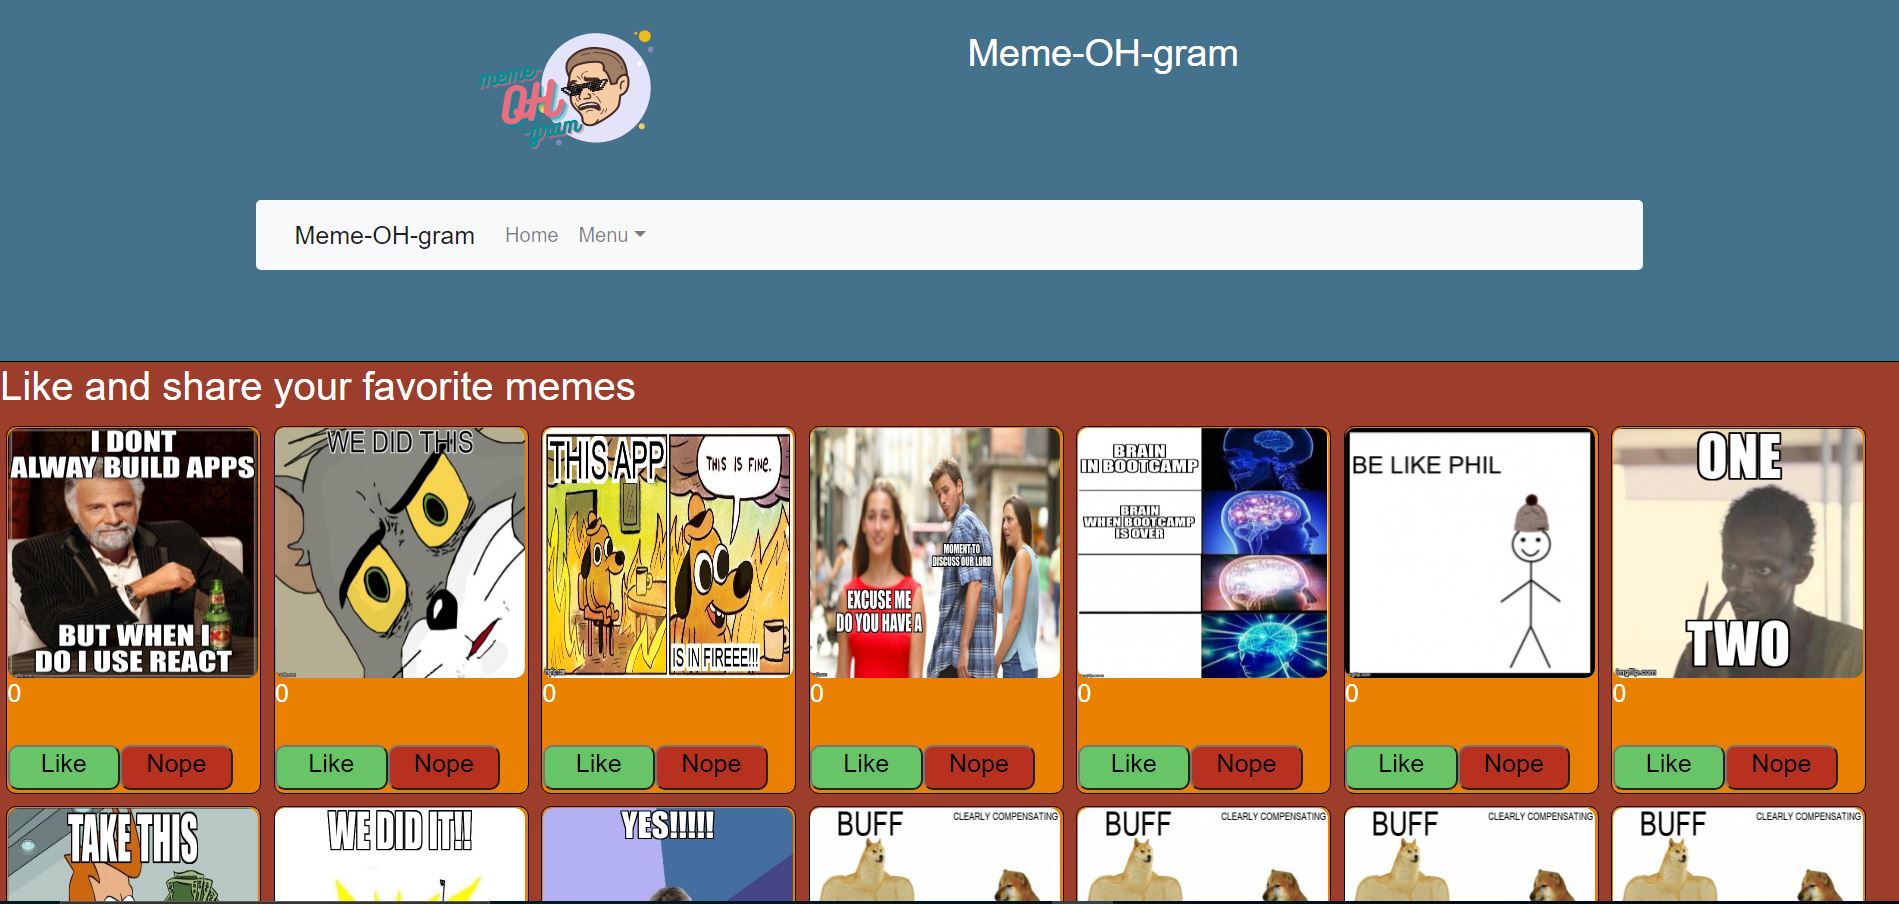 meme-
OH
gram
Meme-OH-gram
Meme-OH-gram Home Menu
Like and share your favorite memes
I DONT
ALWAY BUILD APPS
BUT WHEN I
DO I USE REACT
0
Like Nope
WE DID THIS
0
Like Nope
THIS APP
THIS IS FINE.
IS IN FIREEE!!!
0
Like Nope
MOMENT TO
DISCUSS OUR LORD
EXCUSE ME
DO YOU HAVE A
0
Like Nope
BRAIN
IN BOOTCAMP
BRAIN
WHEN BOOTCAMP
IS OVER
0
Like Nope
BE LIKE PHIL
0
Like Nope
ONE
TWO
imgflip.com
0
Like Nope
TAKE THIS
WE DID IT!!
YES!!!!!
BUFF
CLEARLY COMPENSATING
BUFF
CLEARLY COMPENSATING
BUFF
CLEARLY COMPENSATING
BUFF
CLEARLY COMPENSATING